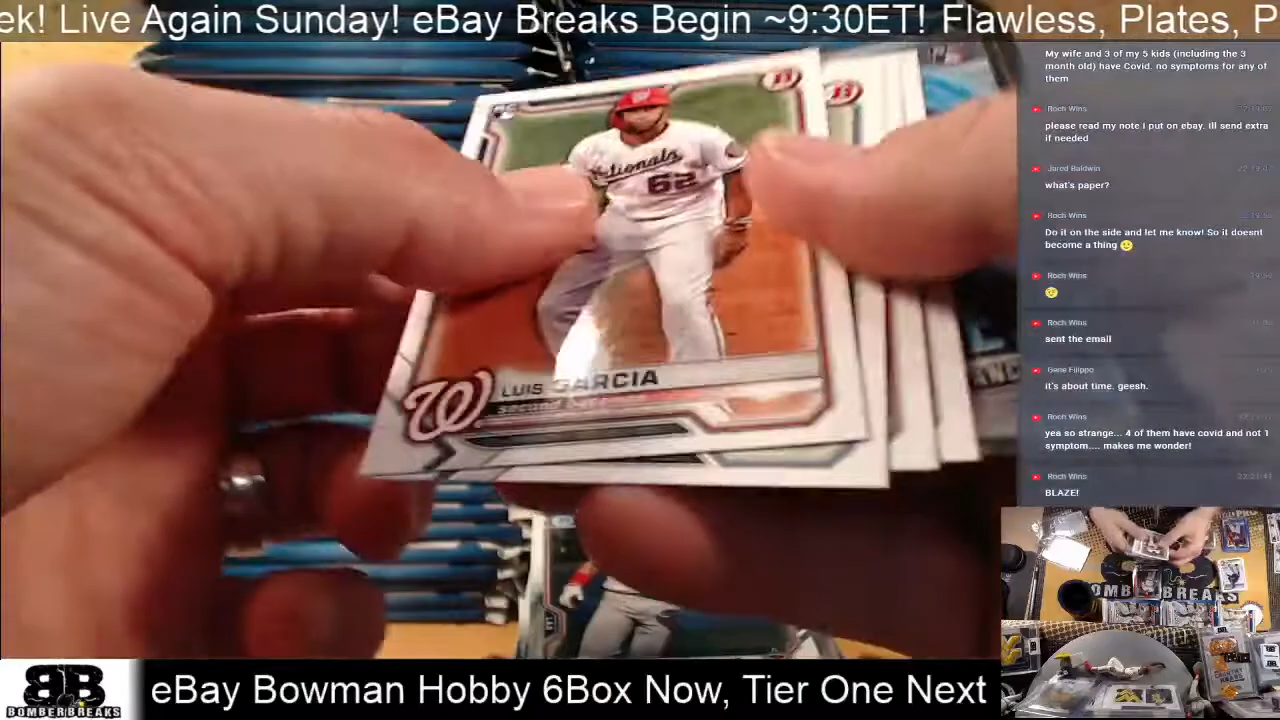 ek! Live Again Sunday! eBay Breaks Begin ~9:30ET! Flawless, Plates, P
My wife and 3 of my 5 kids (including the 3
month old) have Covid. no symptoms for any of
them
Roch Wins
please read my note I put on ebay. ill send extra
if needed
Jared Baldwin
what's paper?
Roch Wins
Do it on the side and let me know! So it doesnt
become a thing 🙂
Roch Wins
Roch Wins
sent the email
Gene Filippo
it's about time. geesh.
Roch Wins
yea so strange... 4 of them have covid and not 1
symptom.... makes me wonder!
Roch Wins
BLAZE!
Nationals
62
W
LUIS GARCIA
BOMBER BREAKS
BB
BOMBERBREAKS
eBay Bowman Hobby 6Box Now, Tier One Next